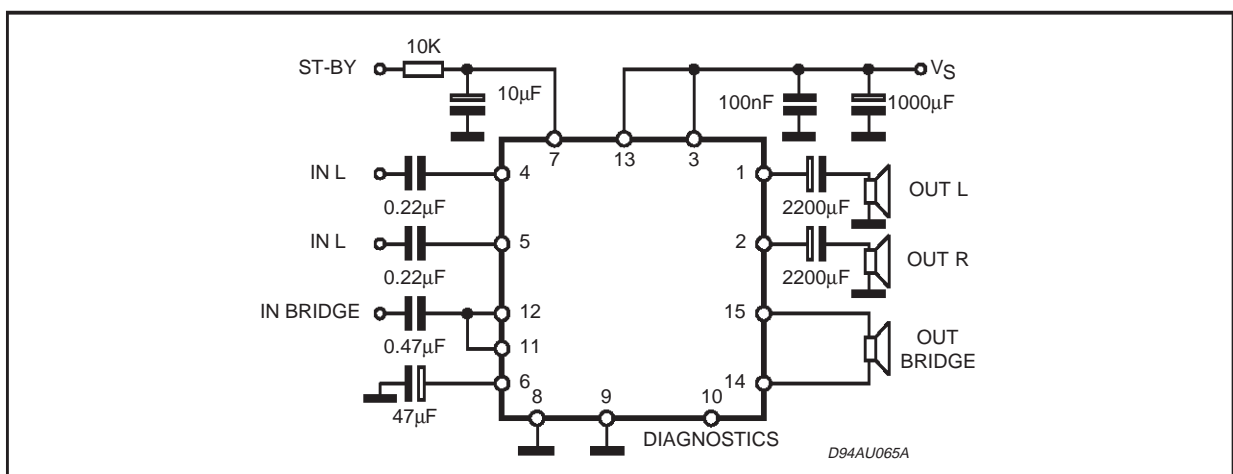 10K
ST-BY
VS
10μF
100nF
1000μF
7
13
3
IN L
4
1
OUT L
0.22μF
2200μF
IN L
5
2
OUT R
0.22μF
2200μF
IN BRIDGE
12
15
0.47μF
11
OUT
BRIDGE
6
14
47μF
8
9
10
DIAGNOSTICS
D94AU065A